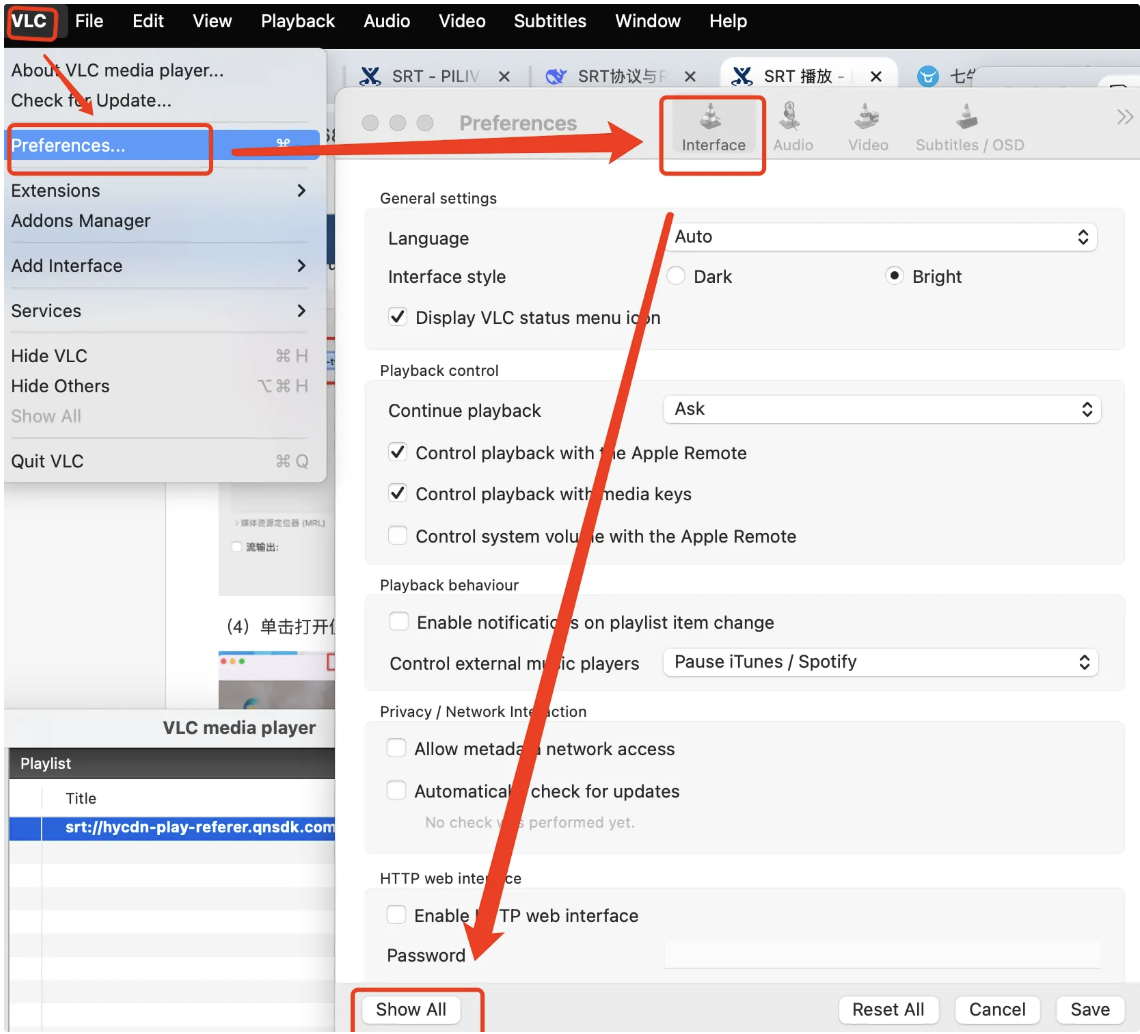 VLC File Edit View Playback Audio Video Subtitles Window Help
About VLC media player...
Check for Update...
Preferences... ⌘ ,
Extensions
Addons Manager
Add Interface
Services
Hide VLC ⌘ H
Hide Others ⌥ ⌘ H
Show All
Quit VLC ⌘ Q
SRT - PILIV
SRT协议与
SRT 播放 -
Preferences
Interface
Audio
Video
Subtitles / OSD
General settings
Language
Auto
Interface style
Dark
Bright
Display VLC status menu icon
Playback control
Continue playback
Ask
Control playback with the Apple Remote
Control playback with media keys
Control system volume with the Apple Remote
Playback behaviour
Enable notifications on playlist item change
Control external music players
Pause iTunes / Spotify
Privacy / Network Interaction
Allow metadata network access
Automatically check for updates
No check was performed yet.
HTTP web interface
Enable HTTP web interface
Password
Show All
Reset All
Cancel
Save
媒体资源定位器 (MRL)
流输出:
（4）单击打开
VLC media player
Playlist
Title
srt://hycdn-play-referer.qnsdk.com